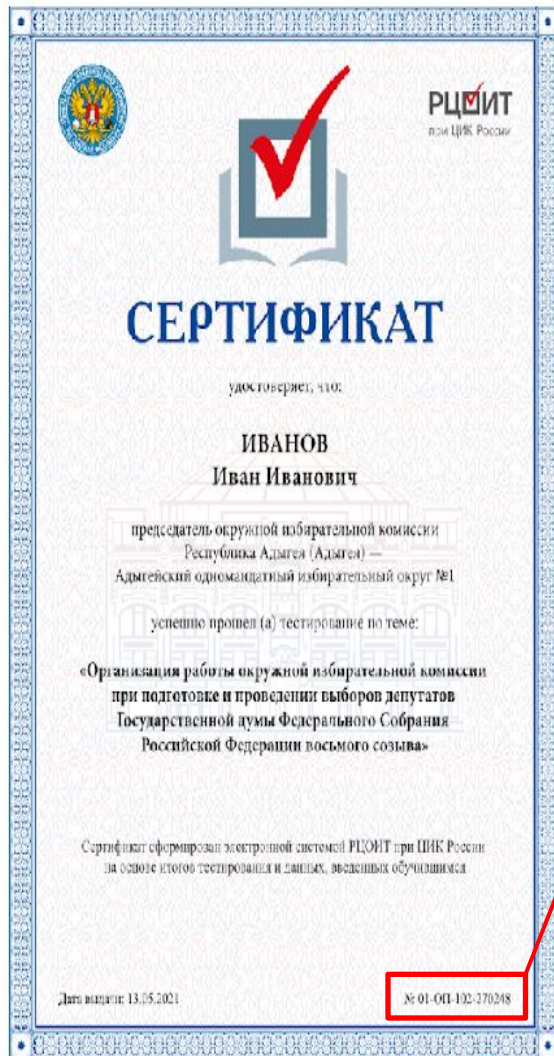 РЦОИТ
при ЦИК России
СЕРТИФИКАТ
удостоверяет, что:
ИВАНОВ
Иван Иванович
председатель окружной избирательной комиссии
Республика Адыгея (Адыгея) —
Адыгейский одномандатный избирательный округ №1
успешно прошел (а) тестирование по теме:
«Организация работы окружной избирательной комиссии
при подготовке и проведении выборов депутатов
Государственной думы Федерального Собрания
Российской Федерации восьмого созыва»
Сертификат сформирован электронной системой РЦОИТ при ЦИК России
на основе итогов тестирования и данных, введенных обучившимся
Дата выдачи: 13.05.2021
№ 01-ОП-102-270248